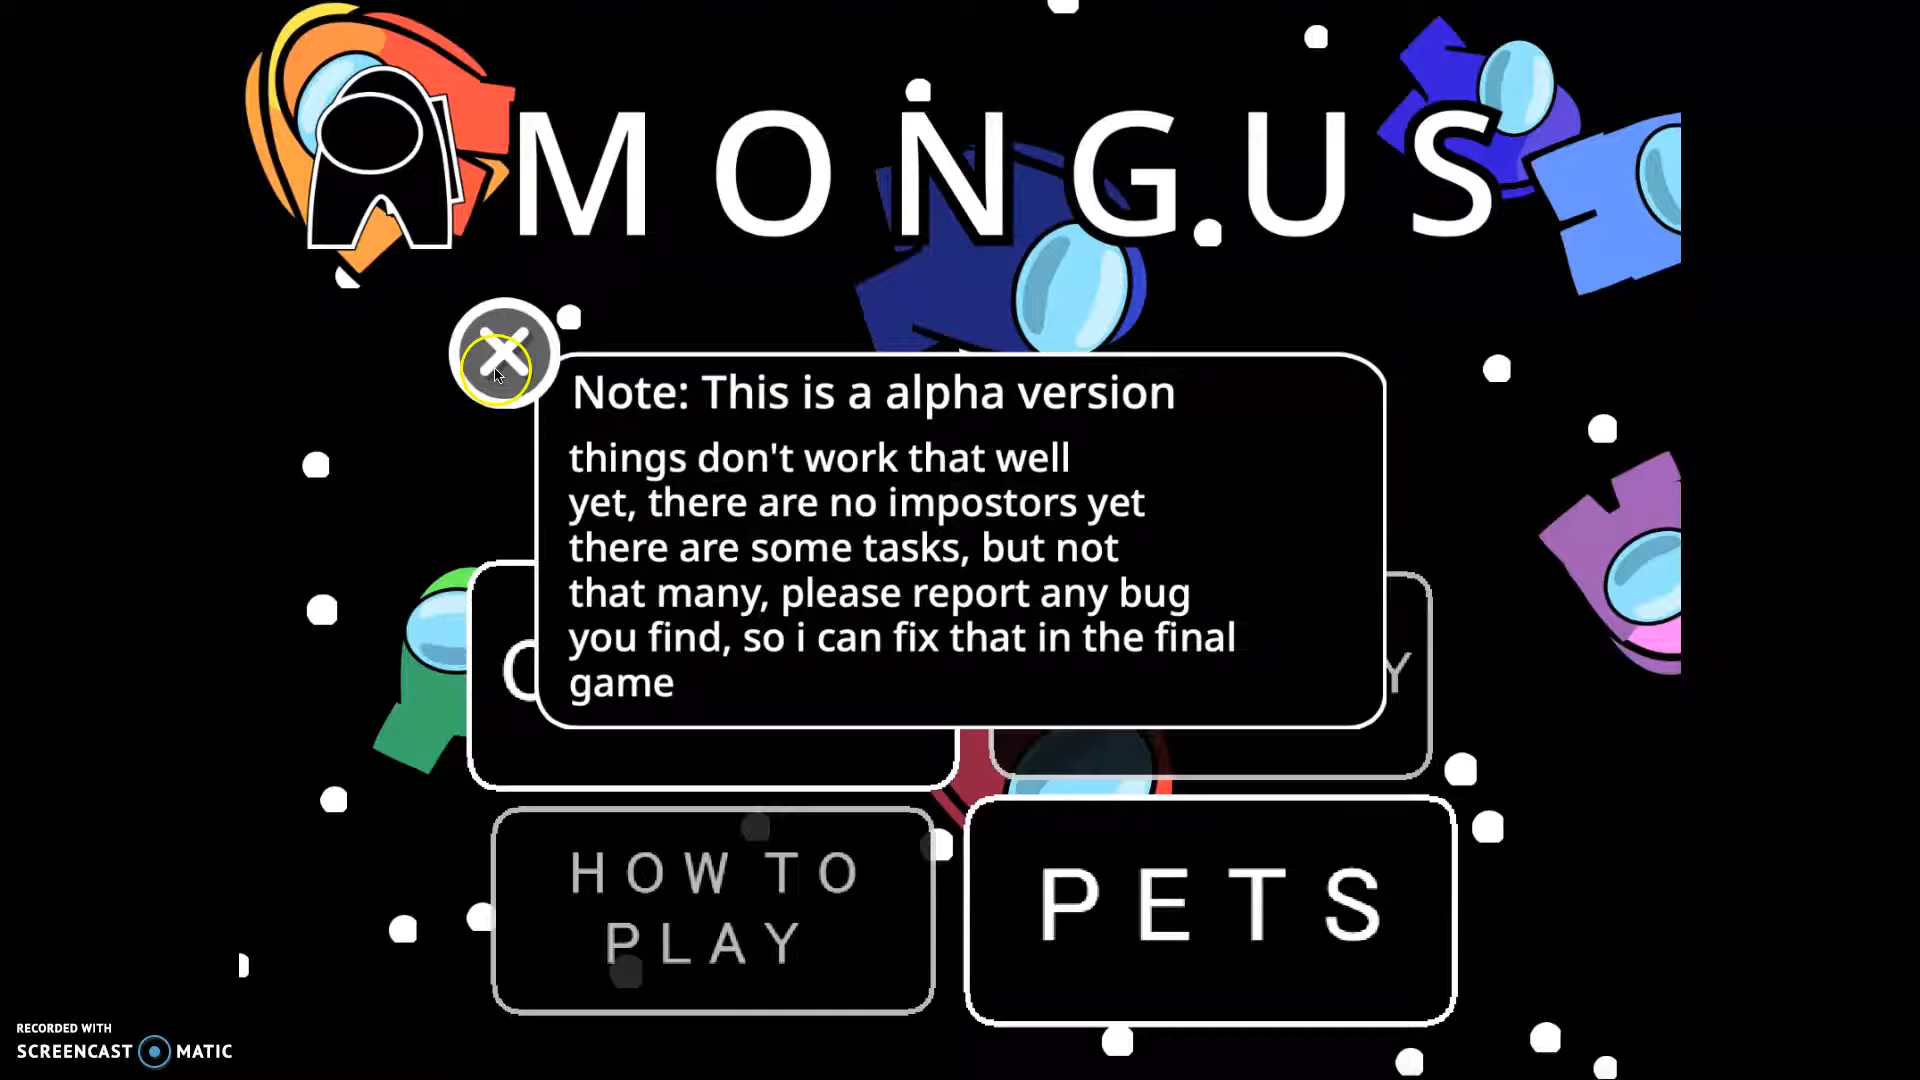 M O N G U S
Note: This is a alpha version
things don't work that well
yet, there are no impostors yet
there are some tasks, but not
that many, please report any bug
you find, so i can fix that in the final
game
Y
HOW TO
PLAY
PETS
RECORDED WITH
SCREENCAST MATIC